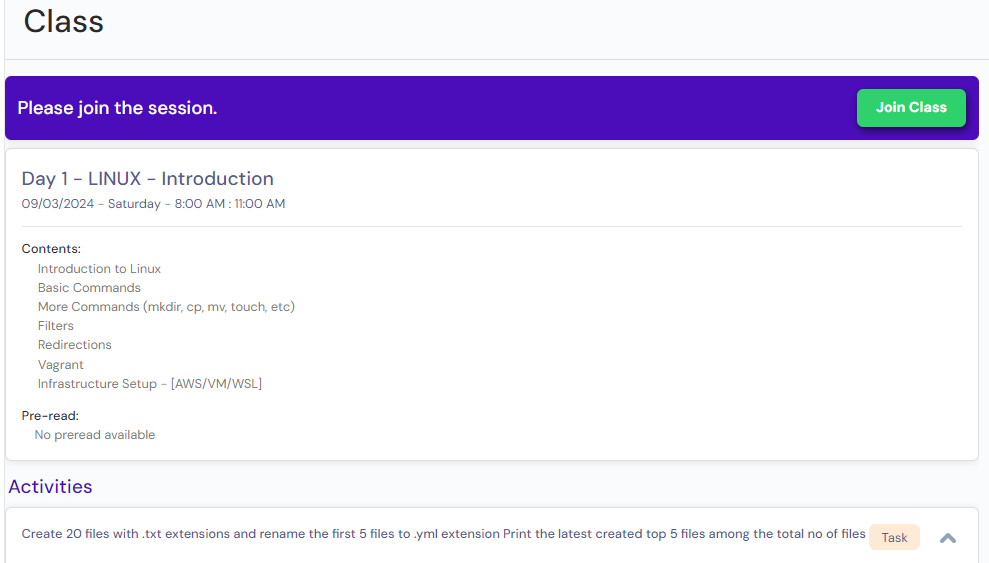 Class
Please join the session.
Join Class
Day 1 - LINUX - Introduction
09/03/2024 - Saturday - 8:00 AM : 11:00 AM
Contents:
Introduction to Linux
Basic Commands
More Commands (mkdir, cp, mv, touch, etc)
Filters
Redirections
Vagrant
Infrastructure Setup - [AWS/VM/WSL]
Pre-read:
No preread available
Activities
Create 20 files with .txt extensions and rename the first 5 files to .yml extension Print the latest created top 5 files among the total no of files
Task